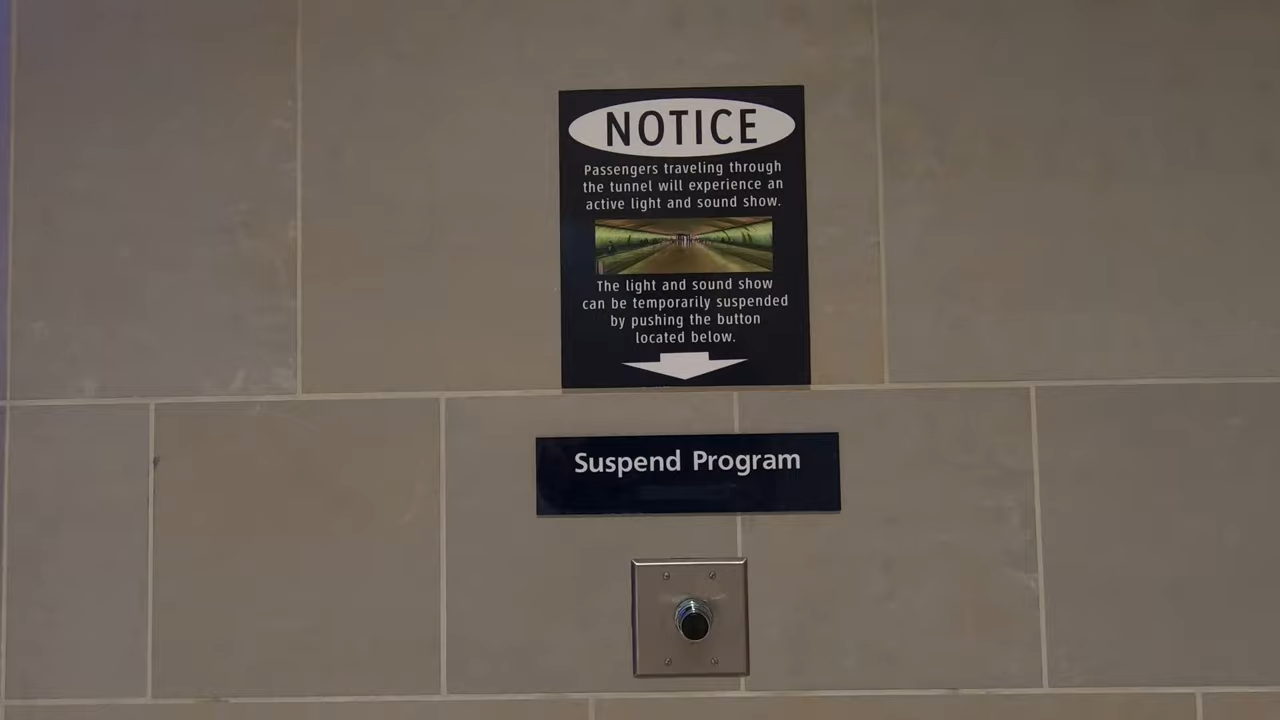 NOTICE
Passengers traveling through
the tunnel will experience an
active light and sound show.
The light and sound show
can be temporarily suspended
by pushing the button
located below.
Suspend Program